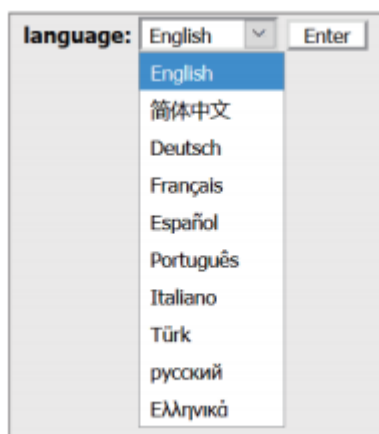 language: English Enter
English
简体中文
Deutsch
Français
Español
Português
Italiano
Türk
русский
Ελληνικά